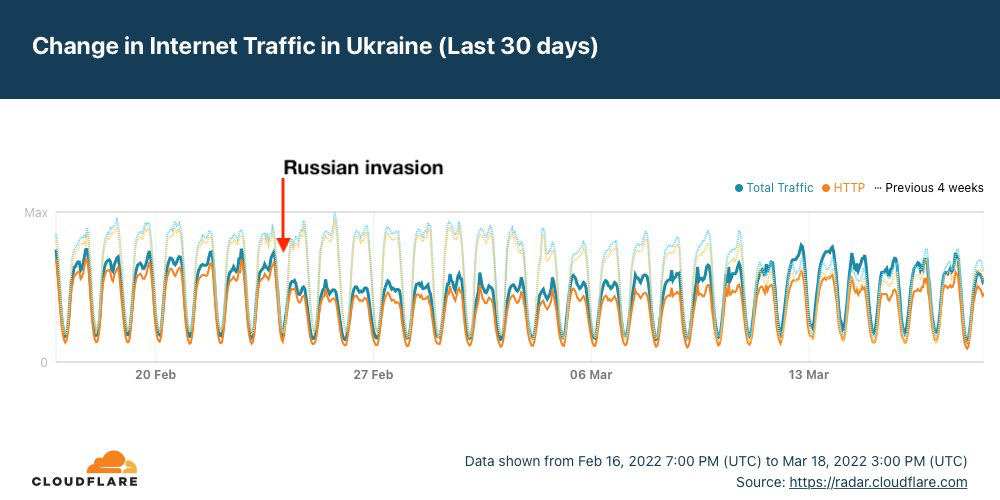 Change in Internet Traffic in Ukraine (Last 30 days)
Russian invasion
Total Traffic HTTP Previous 4 weeks
Max
0
20 Feb 27 Feb 06 Mar 13 Mar
CLOUDFLARE
Data shown from Feb 16, 2022 7:00 PM (UTC) to Mar 18, 2022 3:00 PM (UTC)
Source: https://radar.cloudflare.com